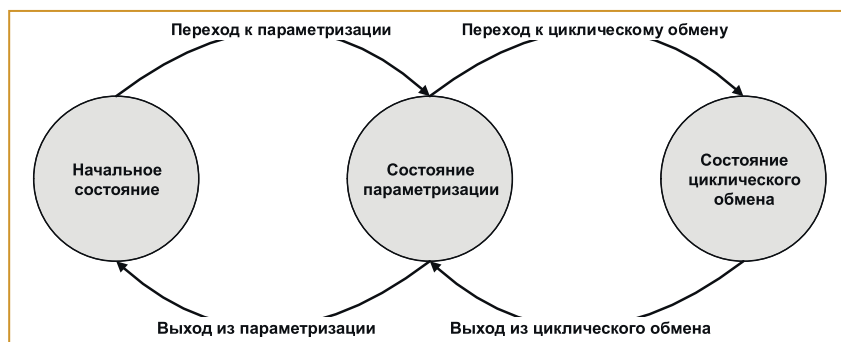 Переход к параметризации
Переход к циклическому обмену
Начальное
состояние
Состояние
параметризации
Состояние
циклического
обмена
Выход из параметризации
Выход из циклического обмена